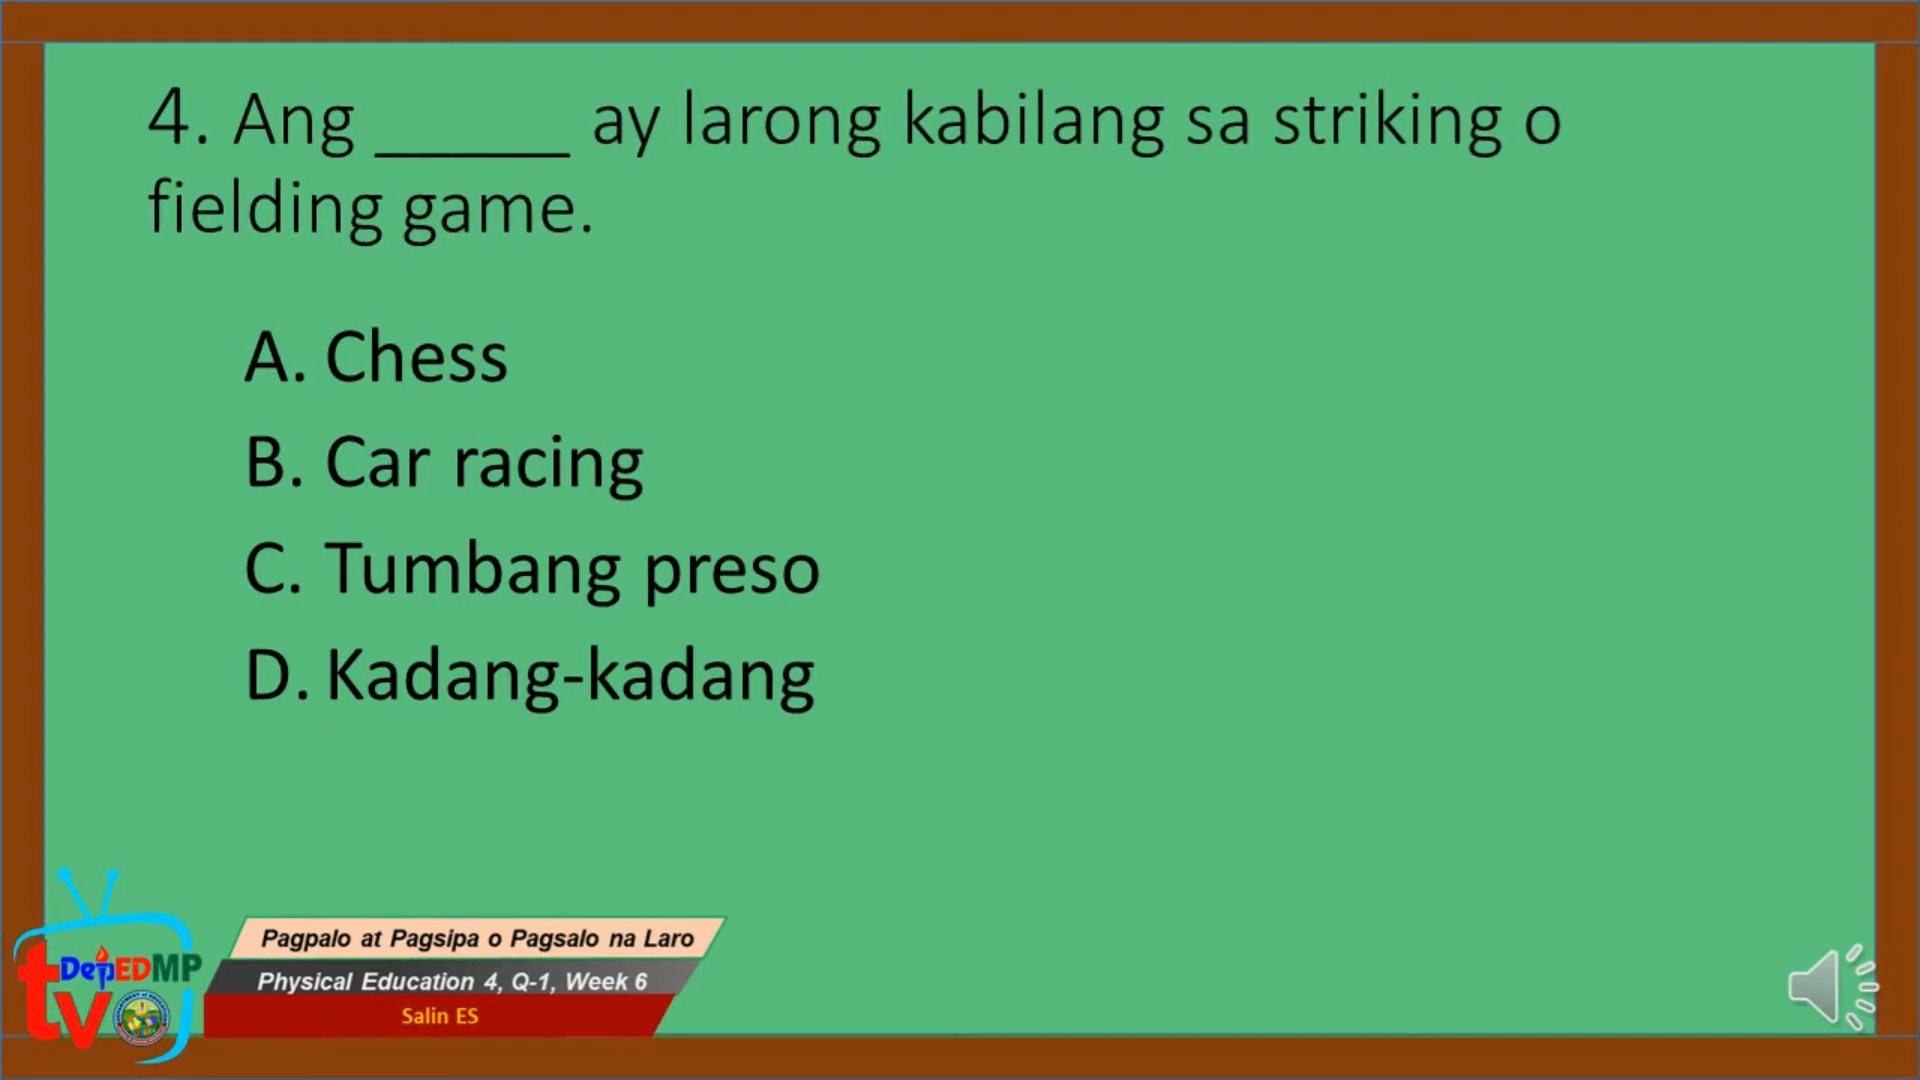 4. Ang _____ ay larong kabilang sa striking o
fielding game.
A. Chess
B. Car racing
C. Tumbang preso
D. Kadang-kadang
DepEDMP
tv
Pagpalo at Pagsipa o Pagsalo na Laro
Physical Education 4, Q-1, Week 6
Salin ES